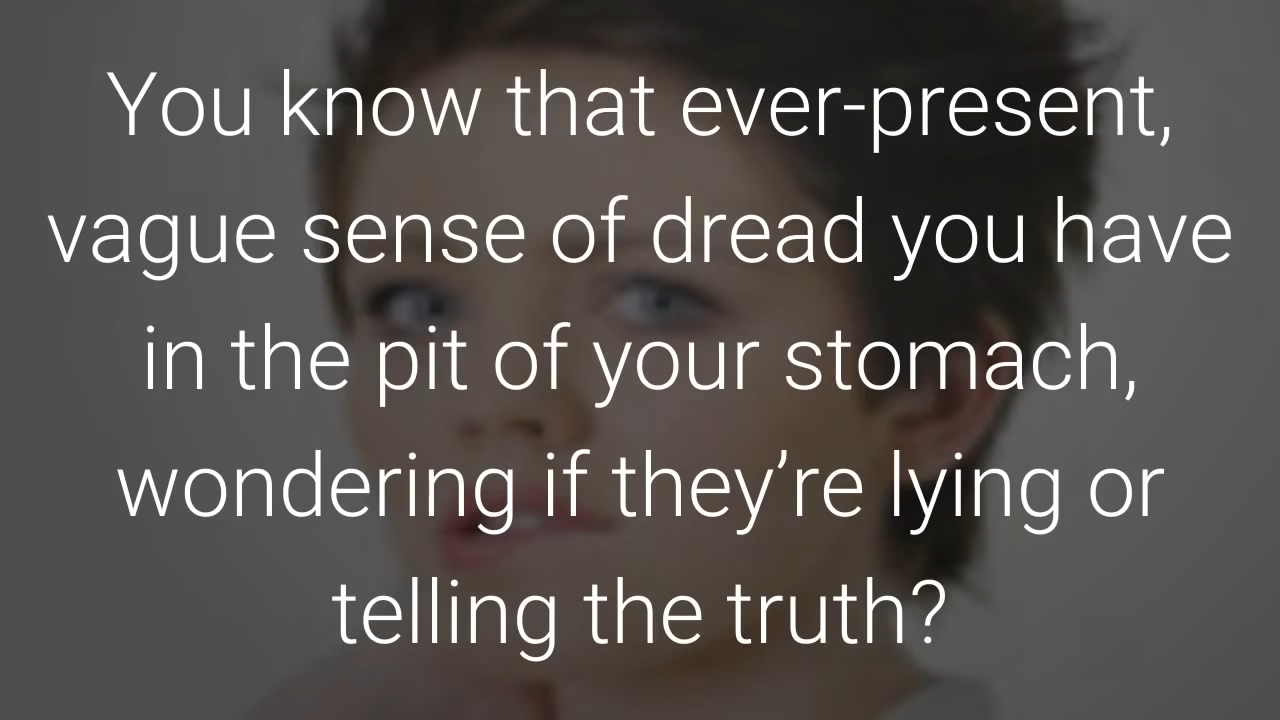 You know that ever-present,
vague sense of dread you have
in the pit of your stomach,
wondering if they’re lying or
telling the truth?